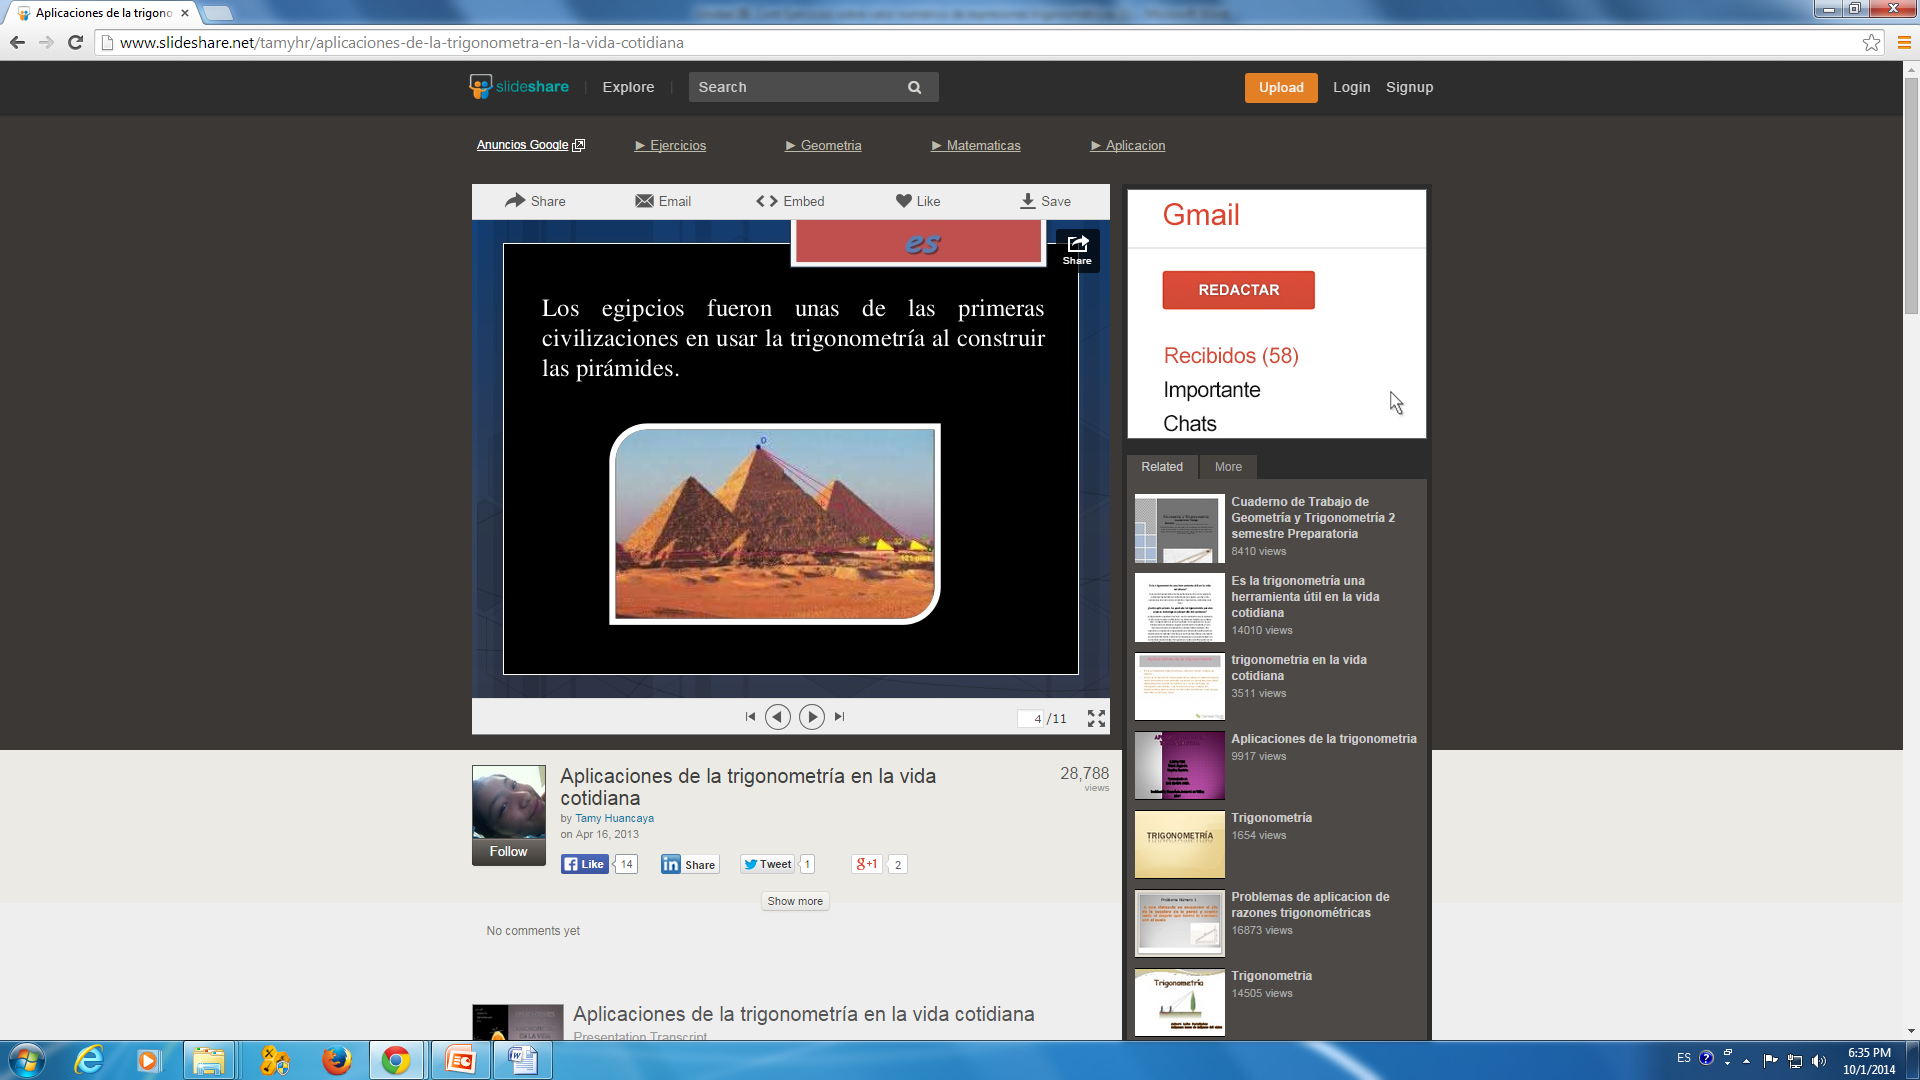 Aplicaciones de la trigono
www.slideshare.net/tamyhr/aplicaciones-de-la-trigonometra-en-la-vida-cotidiana
slideshare
Explore
Search
Upload
Login
Signup
Anuncios Google
► Ejercicios
► Geometria
► Matematicas
► Aplicacion
Share
Email
Embed
Like
Save
es
Share
Los egipcios fueron unas de las primeras
civilizaciones en usar la trigonometría al construir
las pirámides.
4 /11
Gmail
REDACTAR
Recibidos (58)
Importante
Chats
Related
More
Cuaderno de Trabajo de
Geometría y Trigonometría 2
semestre Preparatoria
8410 views
Es la trigonometría una
herramienta útil en la vida
cotidiana
14010 views
trigonometria en la vida
cotidiana
3511 views
Aplicaciones de la trigonometria
9917 views
TRIGONOMETRÍA
Trigonometría
1654 views
Problemas de aplicacion de
razones trigonométricas
16873 views
Trigonometría
Trigonometria
14505 views
Aplicaciones de la trigonometría en la vida
cotidiana
by Tamy Huancaya
on Apr 16, 2013
28,788
views
Follow
Like 14
in Share
Tweet 1
g+1 2
Show more
No comments yet
Aplicaciones de la trigonometría en la vida cotidiana
Presentation Transcript
ES
6:35 PM
10/1/2014